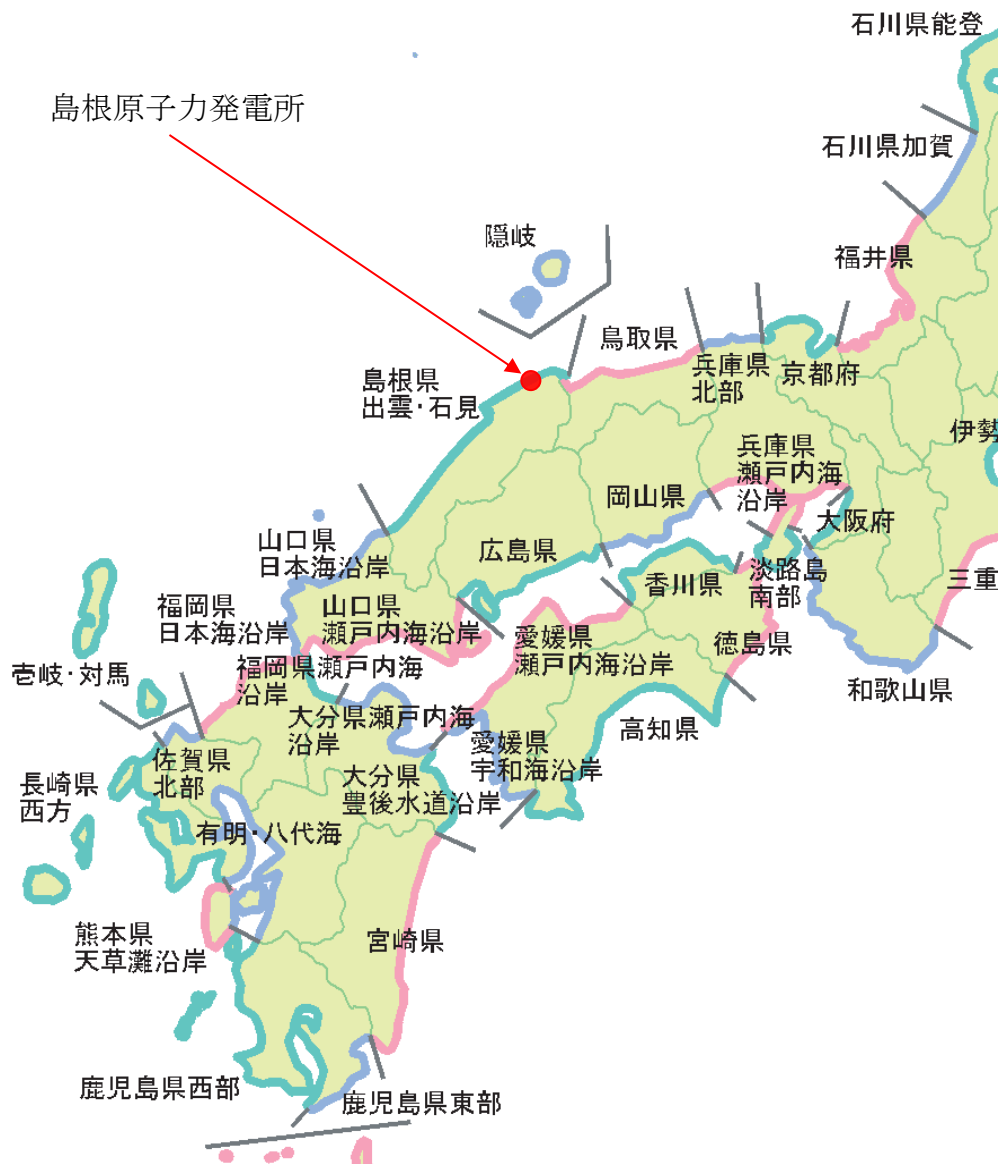 石川県能登
島根原子力発電所
石川県加賀
隠岐
福井県
鳥取県
兵庫県
北部
京都府
島根県
出雲・石見
伊勢
兵庫県
瀬戸内海
沿岸
岡山県
大阪府
広島県
山口県
日本海沿岸
香川県
淡路島
南部
三重
福岡県
日本海沿岸
山口県
瀬戸内海沿岸
愛媛県
瀬戸内海沿岸
徳島県
壱岐・対馬
福岡県瀬戸内海
沿岸
和歌山県
大分県瀬戸内海
沿岸
高知県
愛媛県
宇和海沿岸
佐賀県
北部
大分県
豊後水道沿岸
長崎県
西方
有明・八代海
熊本県
天草灘沿岸
宮崎県
鹿児島県西部
鹿児島県東部